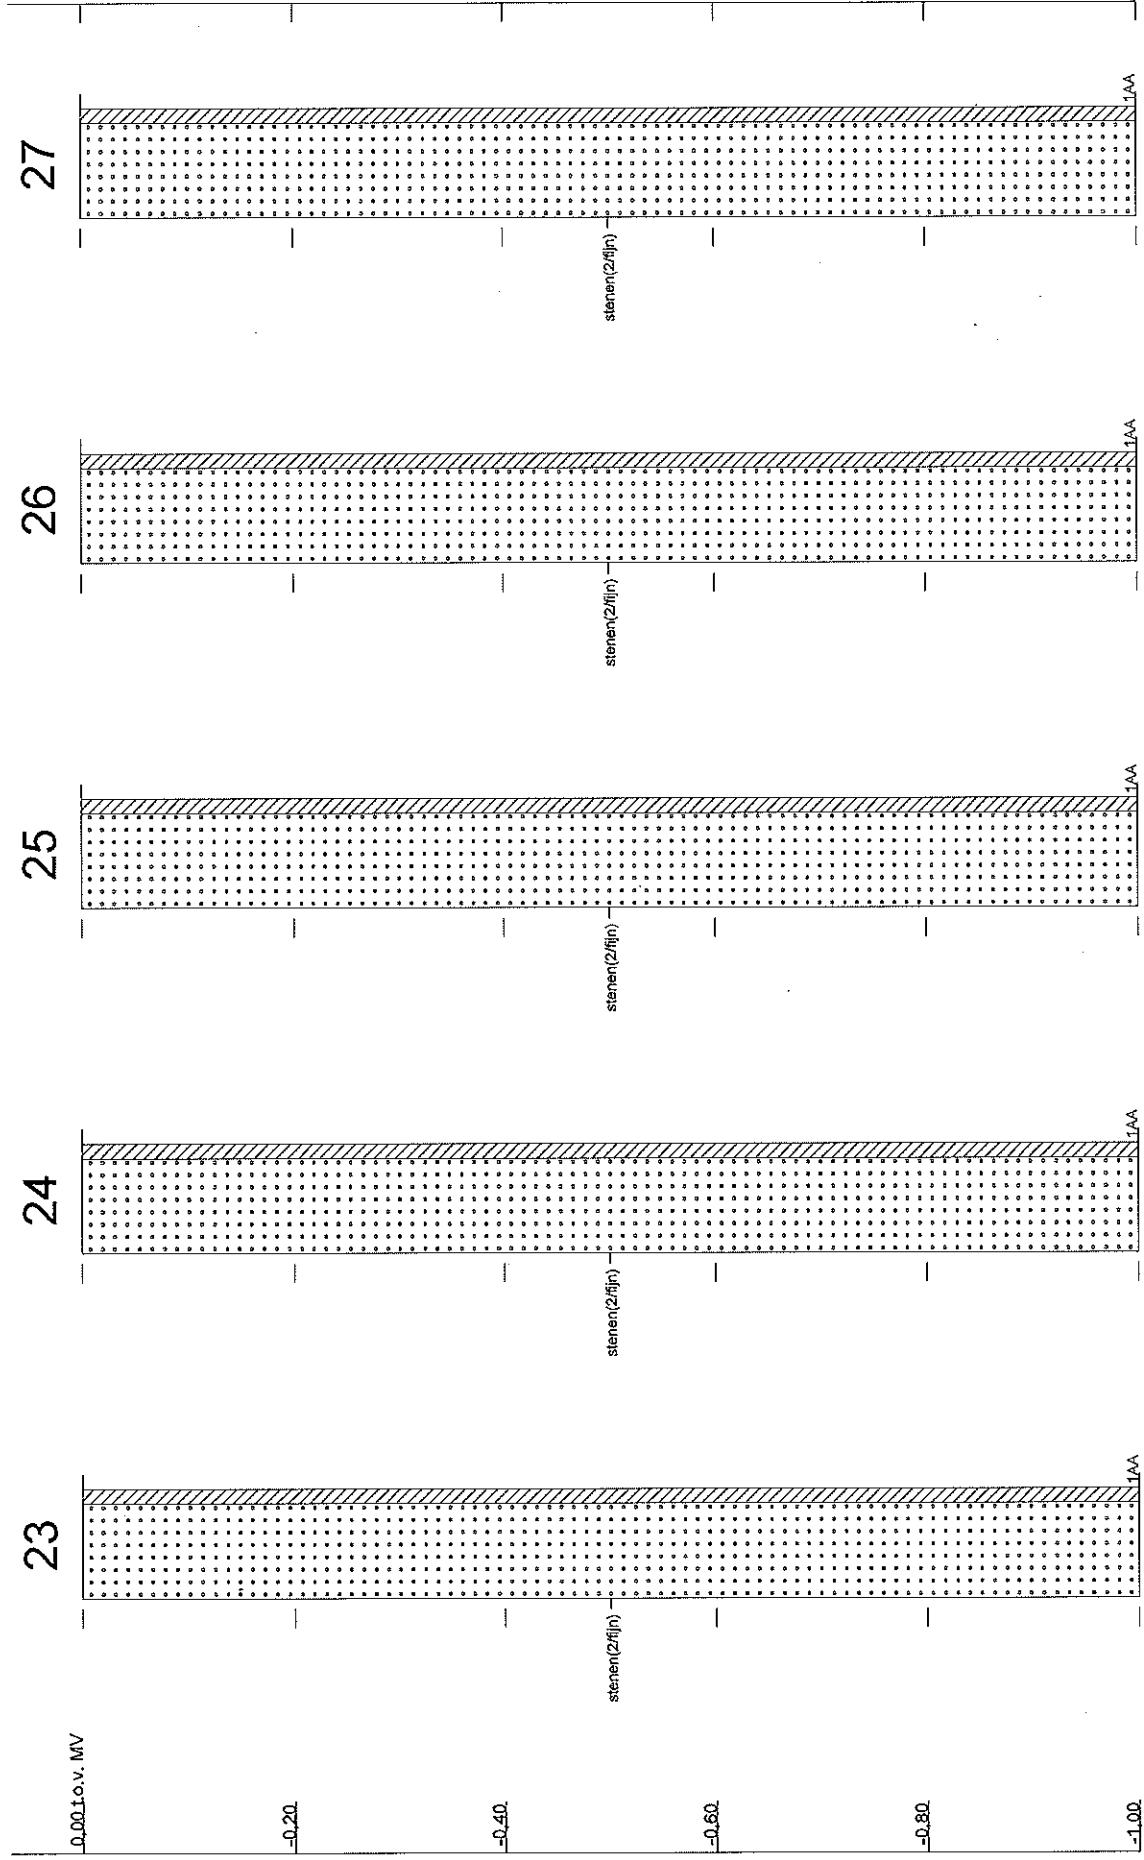 23
24
25
26
27
0,00 t.o.v. MV
-0,20
-0,40
stenen(2/fijn)
stenen(2/fijn)
stenen(2/fijn)
stenen(2/fijn)
stenen(2/fijn)
-0,60
-0,80
-1,00
1AA
1AA
1AA
1AA
1AA